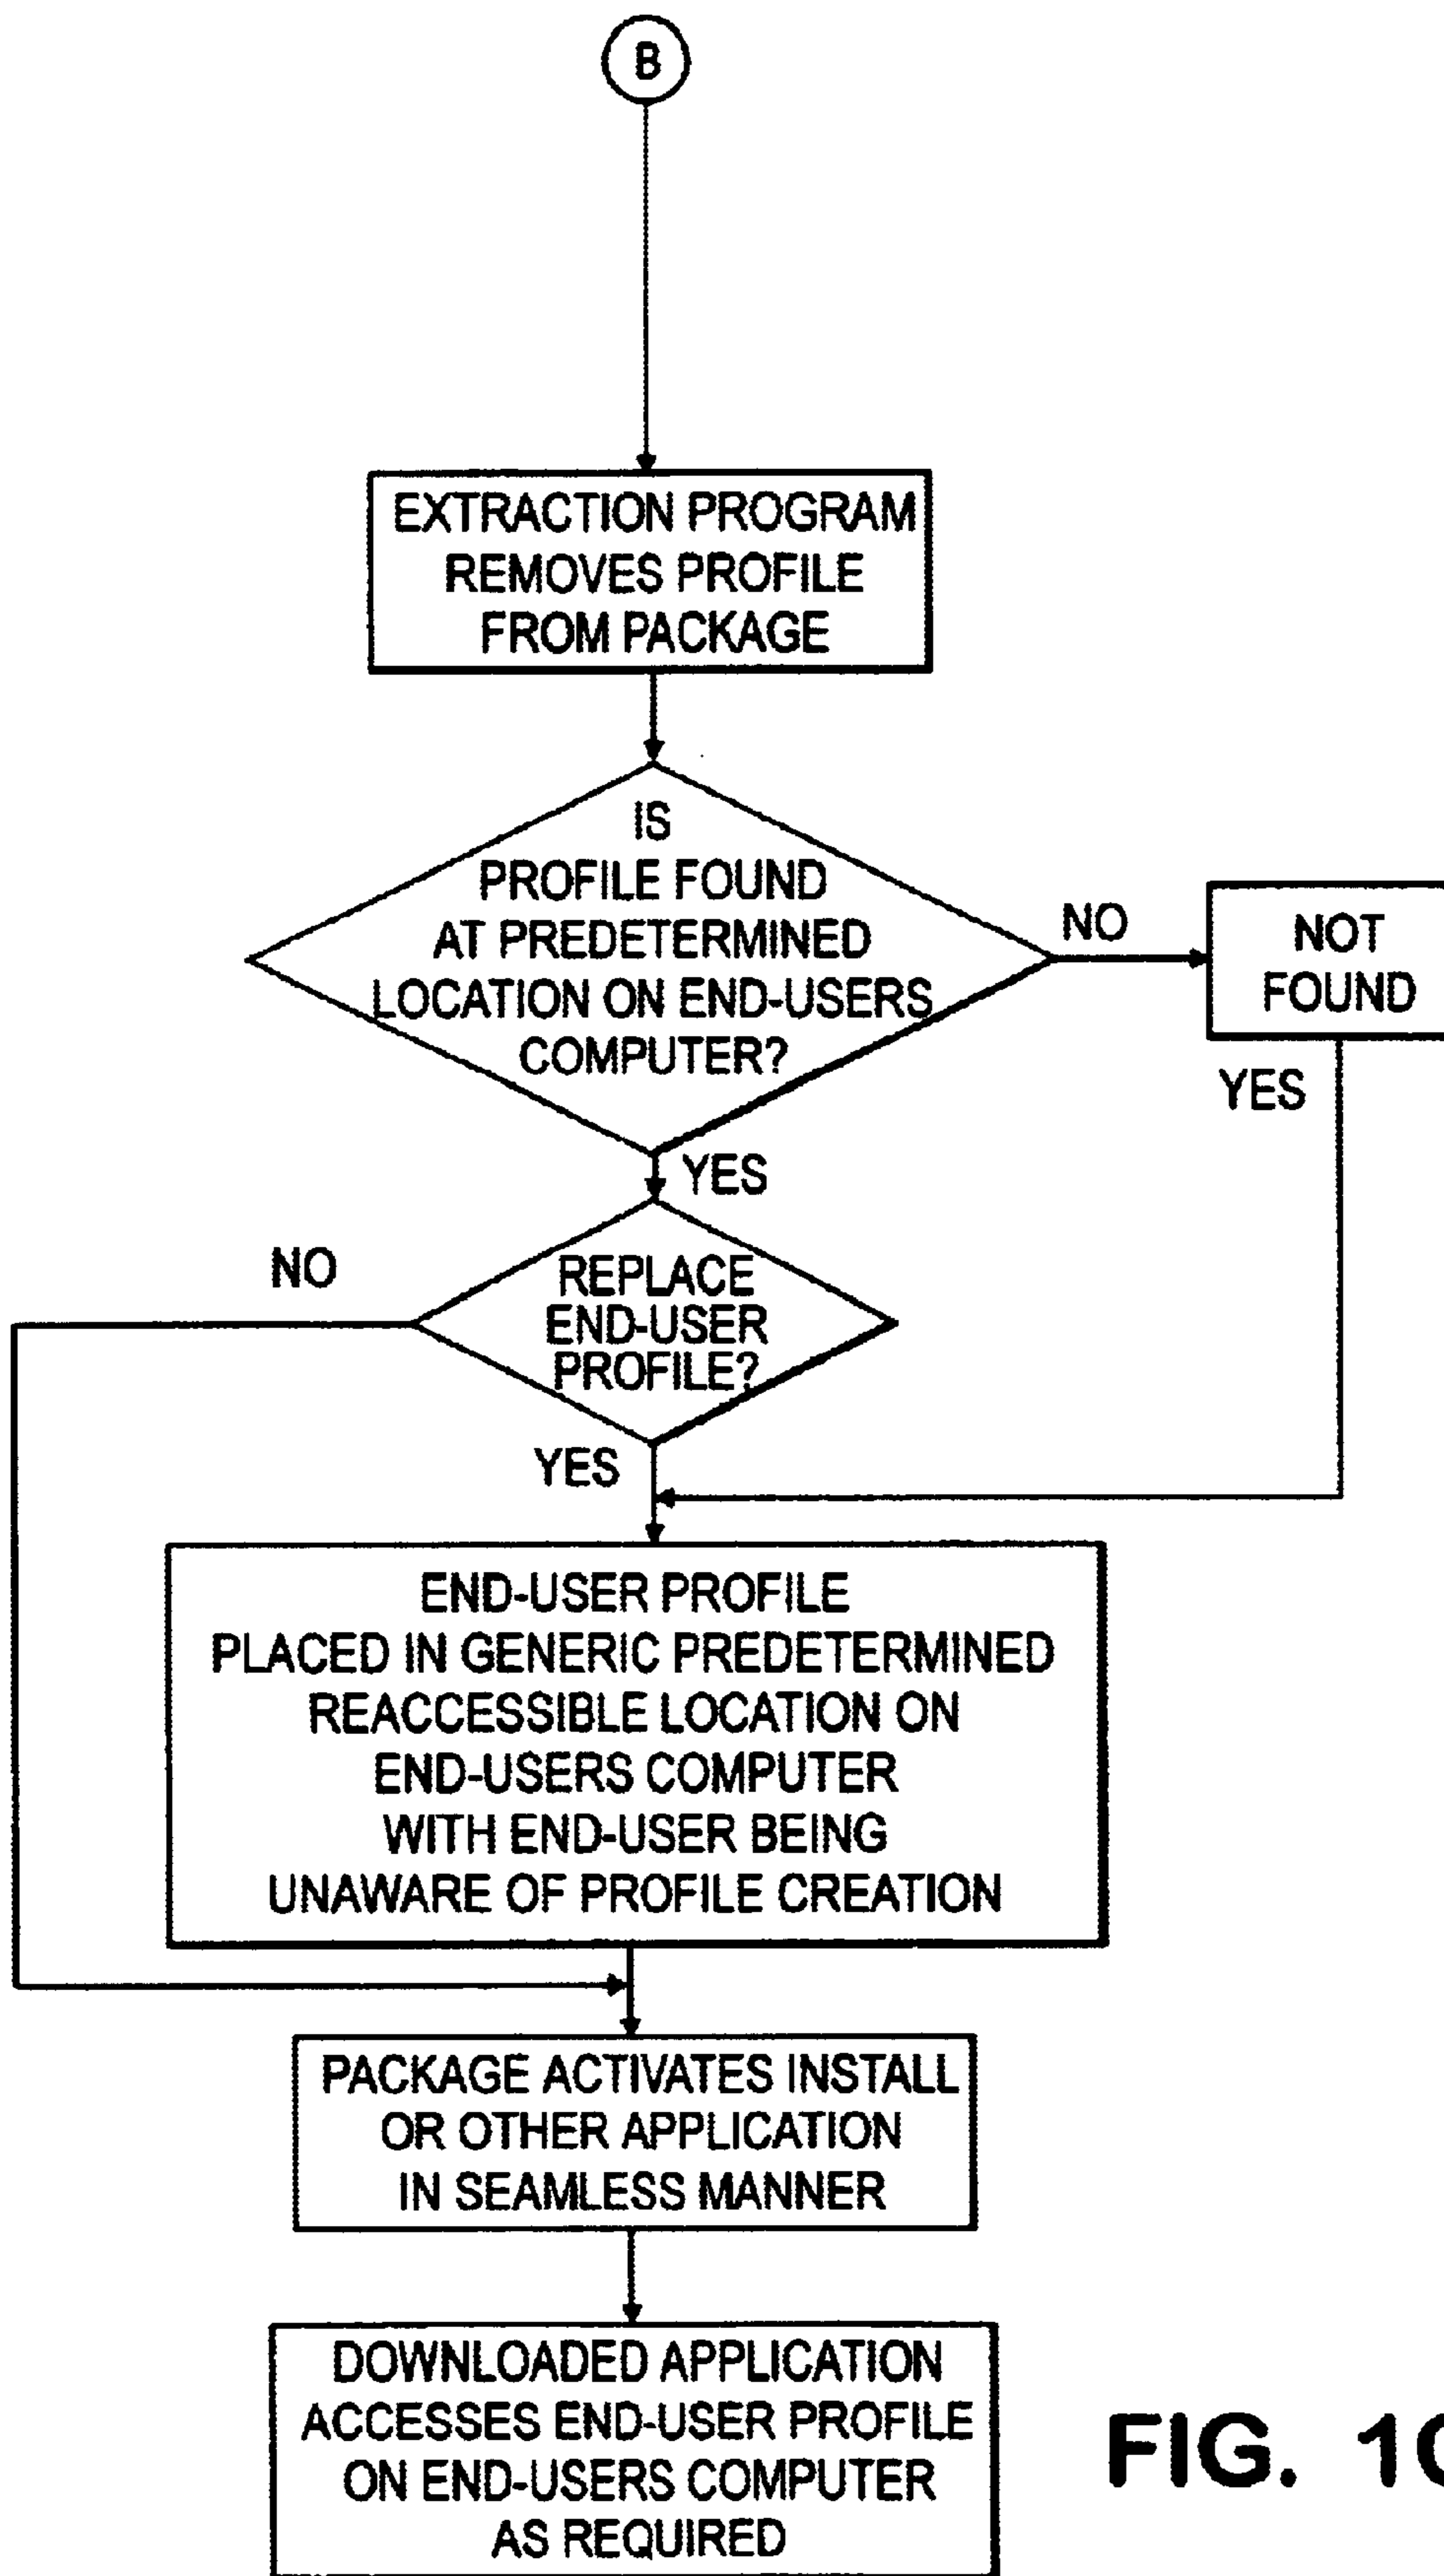 B
EXTRACTION PROGRAM
REMOVES PROFILE
FROM PACKAGE
IS
PROFILE FOUND
AT PREDETERMINED
LOCATION ON END-USERS
COMPUTER?
NO
NOT
FOUND
YES
YES
NO
REPLACE
END-USER
PROFILE?
YES
END-USER PROFILE
PLACED IN GENERIC PREDETERMINED
REACCESSIBLE LOCATION ON
END-USERS COMPUTER
WITH END-USER BEING
UNAWARE OF PROFILE CREATION
PACKAGE ACTIVATES INSTALL
OR OTHER APPLICATION
IN SEAMLESS MANNER
DOWNLOADED APPLICATION
ACCESSES END-USER PROFILE
ON END-USERS COMPUTER
AS REQUIRED
FIG. 1C